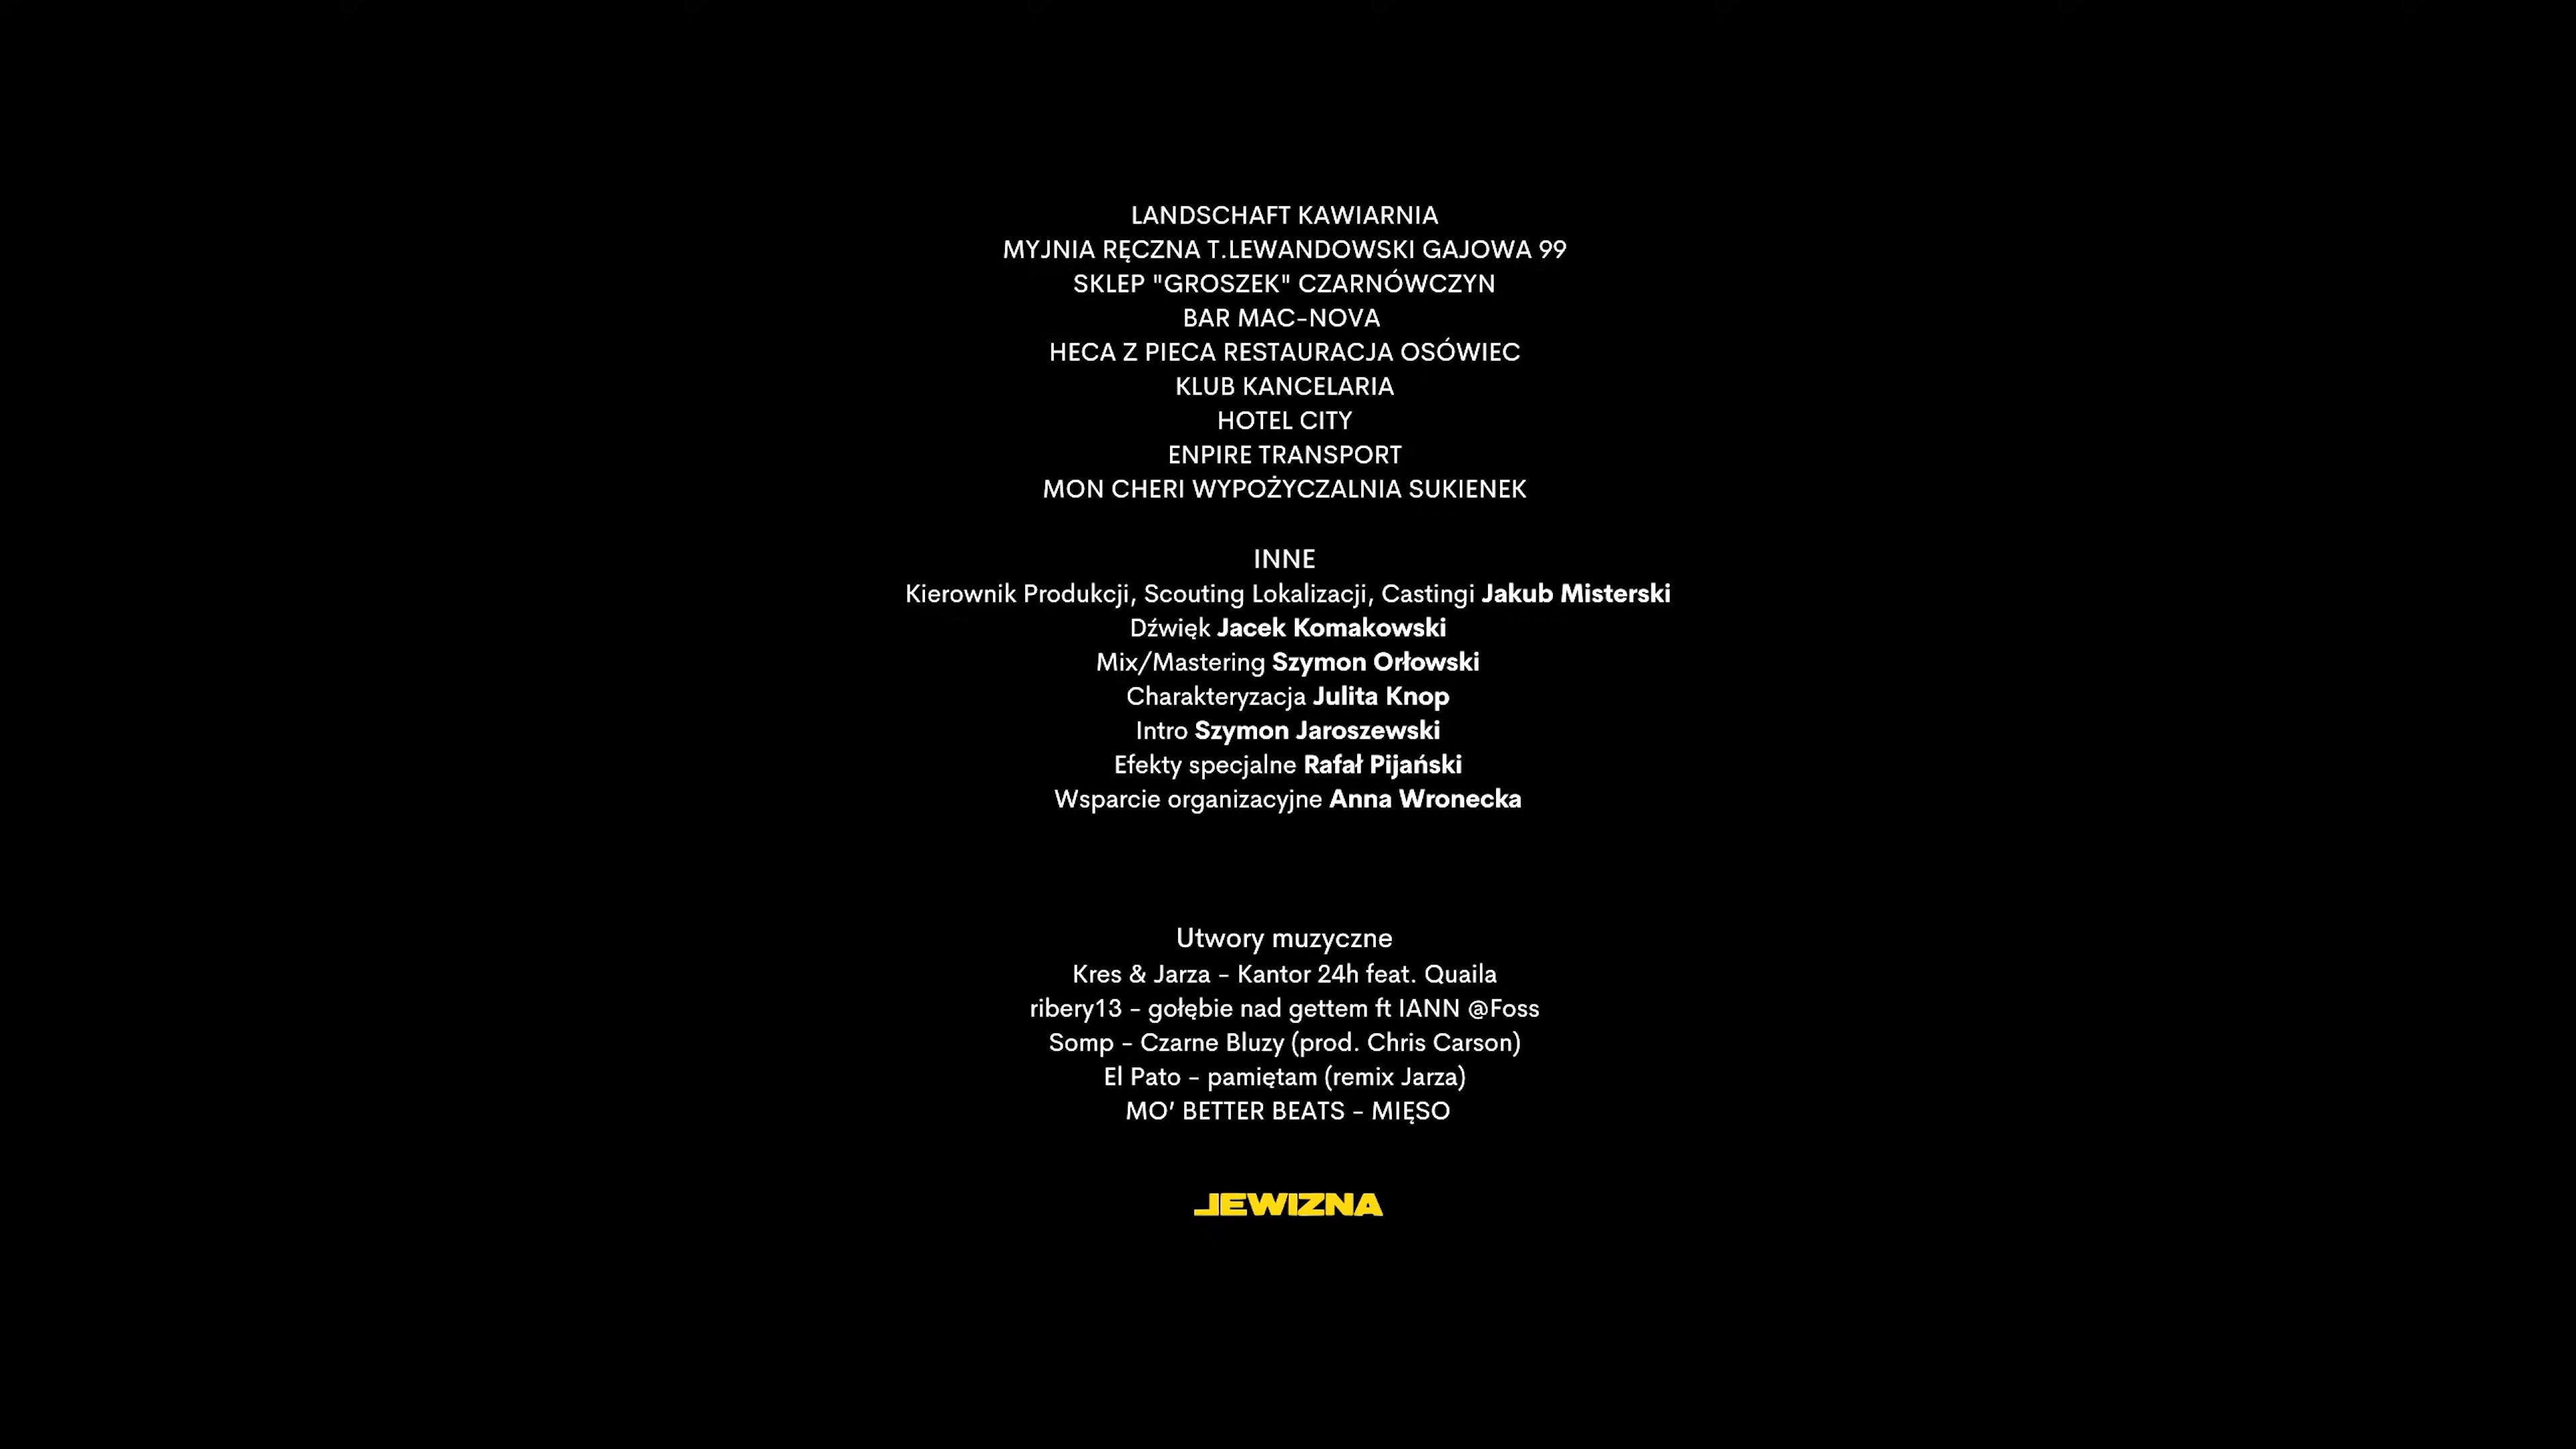 LANDSCHAFT KAWIARNIA
MYJNIA RĘCZNA T.LEWANDOWSKI GAJOWA 99
SKLEP "GROSZEK" CZARNÓWCZYN
BAR MAC-NOVA
HECA Z PIECA RESTAURACJA OSÓWIEC
KLUB KANCELARIA
HOTEL CITY
ENPIRE TRANSPORT
MON CHERI WYPOŻYCZALNIA SUKIENEK
INNE
Kierownik Produkcji, Scouting Lokalizacji, Castingi Jakub Misterski
Dźwięk Jacek Komakowski
Mix/Mastering Szymon Orłowski
Charakteryzacja Julita Knop
Intro Szymon Jaroszewski
Efekty specjalne Rafał Pijański
Wsparcie organizacyjne Anna Wronecka
Utwory muzyczne
Kres & Jarza - Kantor 24h feat. Quaila
ribery13 - gołębie nad gettem ft IANN @Foss
Somp - Czarne Bluzy (prod. Chris Carson)
El Pato - pamiętam (remix Jarza)
MO’ BETTER BEATS - MIĘSO
JEWIZNA